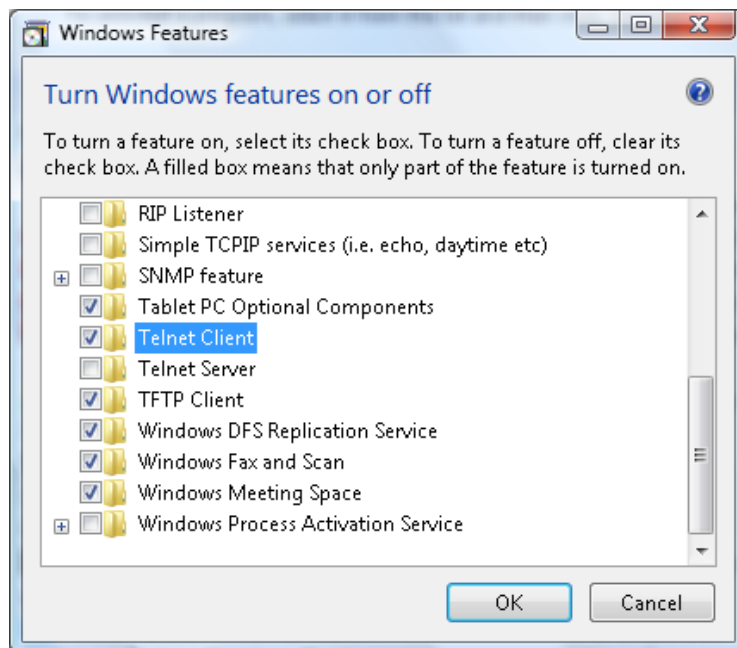 Windows Features
Turn Windows features on or off
To turn a feature on, select its check box. To turn a feature off, clear its
check box. A filled box means that only part of the feature is turned on.
RIP Listener
Simple TCPIP services (i.e. echo, daytime etc)
SNMP feature
Tablet PC Optional Components
Telnet Client
Telnet Server
TFTP Client
Windows DFS Replication Service
Windows Fax and Scan
Windows Meeting Space
Windows Process Activation Service
OK Cancel